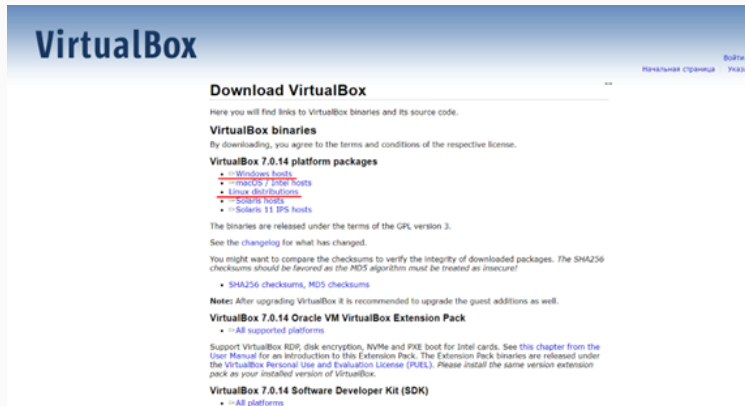 VirtualBox
Войти
Начальная страница Указ
Download VirtualBox
Here you will find links to VirtualBox binaries and its source code.
VirtualBox binaries
By downloading, you agree to the terms and conditions of the respective license.
VirtualBox 7.0.14 platform packages
Windows hosts
macOS / Intel hosts
Linux distributions
Solaris hosts
Solaris 11 IPS hosts
The binaries are released under the terms of the GPL version 3.
See the changelog for what has changed.
You might want to compare the checksums to verify the integrity of downloaded packages. The SHA256
checksums should be favored as the MD5 algorithm must be treated as insecure!
SHA256 checksums, MD5 checksums
Note: After upgrading VirtualBox it is recommended to upgrade the guest additions as well.
VirtualBox 7.0.14 Oracle VM VirtualBox Extension Pack
All supported platforms
Support VirtualBox RDP, disk encryption, NVMe and PXE boot for Intel cards. See this chapter from the
User Manual for an introduction to this Extension Pack. The Extension Pack binaries are released under
the VirtualBox Personal Use and Evaluation License (PUEL). Please install the same version extension
pack as your installed version of VirtualBox.
VirtualBox 7.0.14 Software Developer Kit (SDK)
All platforms